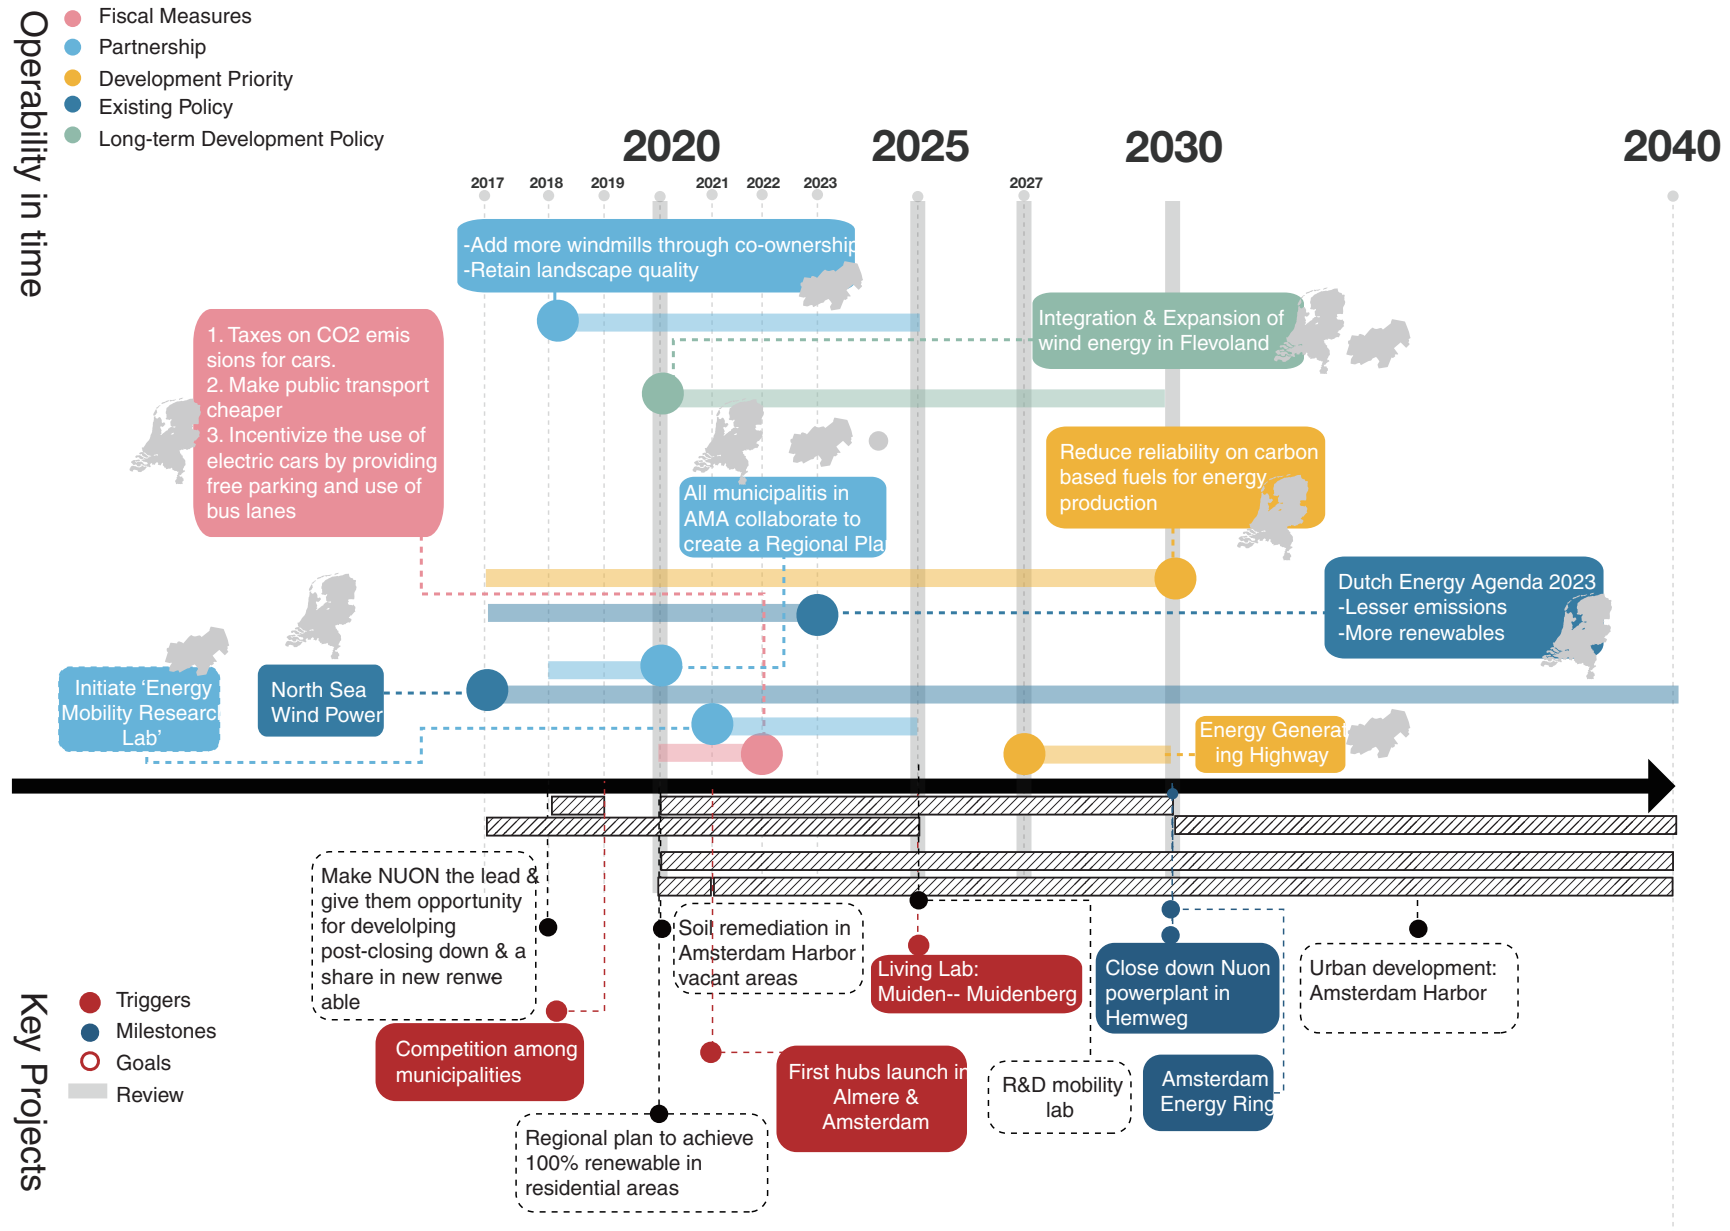 Operability in time
Fiscal Measures
Partnership
Development Priority
Existing Policy
Long-term Development Policy
2020
2025
2030
2040
2017
2018
2019
2021
2022
2023
2027
-Add more windmills through co-ownership
-Retain landscape quality
1. Taxes on CO2 emis
sions for cars.
2. Make public transport
cheaper
3. Incentivize the use of
electric cars by providing
free parking and use of
bus lanes
Integration & Expansion of
wind energy in Flevoland
Reduce reliability on carbon
based fuels for energy
production
All municipalitis in
AMA collaborate to
create a Regional Pla
Dutch Energy Agenda 2023
-Lesser emissions
-More renewables
Initiate ‘Energy
Mobility Research
Lab’
North Sea
Wind Power
Energy Generat
ing Highway
Make NUON the lead &
give them opportunity
for develolping
post-closing down & a
share in new renwe
able
Soil remediation in
Amsterdam Harbor
vacant areas
Living Lab:
Muiden-- Muidenberg
Close down Nuon
powerplant in
Hemweg
Urban development:
Amsterdam Harbor
Key Projects
Triggers
Milestones
Goals
Review
Competition among
municipalities
First hubs launch in
Almere &
Amsterdam
R&D mobility
lab
Amsterdam
Energy Ring
Regional plan to achieve
100% renewable in
residential areas